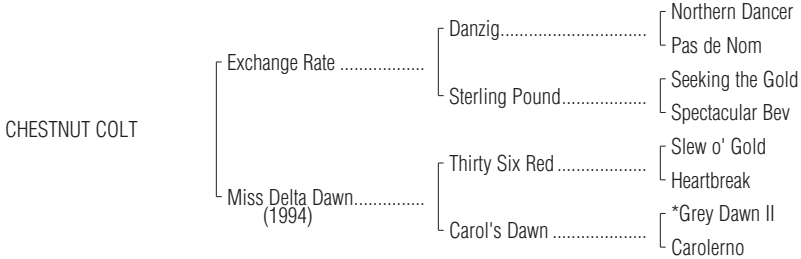 Northern Dancer
Danzig..............................
Pas de Nom
Exchange Rate .................
Seeking the Gold
Sterling Pound.................
Spectacular Bev
CHESTNUT COLT
Slew o' Gold
Thirty Six Red ..................
Heartbreak
Miss Delta Dawn..............
(1994)
*Grey Dawn II
Carol's Dawn ...................
Carolerno